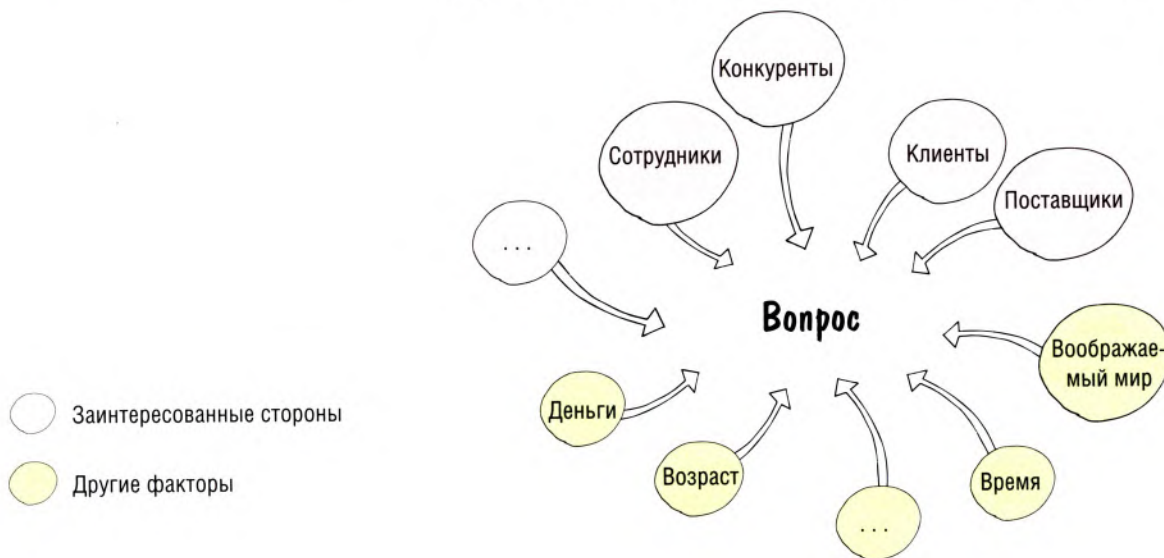 Конкуренты
Сотрудники
Клиенты
Поставщики
...
Вопрос
Воображае-
мый мир
Деньги
Возраст
...
Время
Заинтересованные стороны
Другие факторы